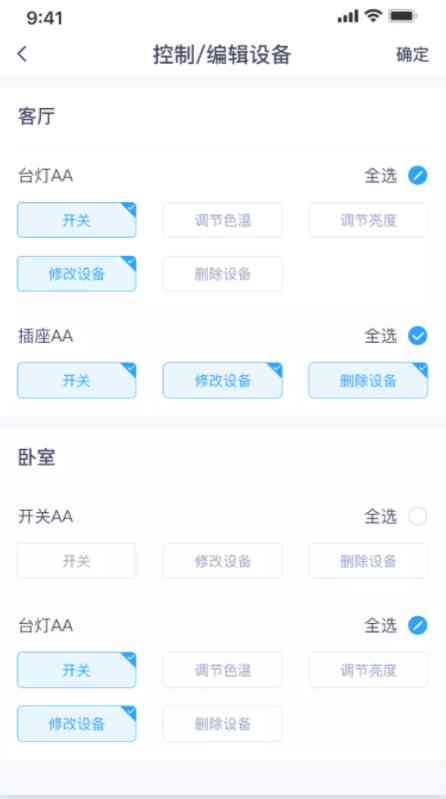 9:41
控制/编辑设备 确定
客厅
台灯AA 全选
开关 调节色温 调节亮度
修改设备 删除设备
插座AA 全选
开关 修改设备 删除设备
卧室
开关AA 全选
开关 修改设备 删除设备
台灯AA 全选
开关 调节色温 调节亮度
修改设备 删除设备